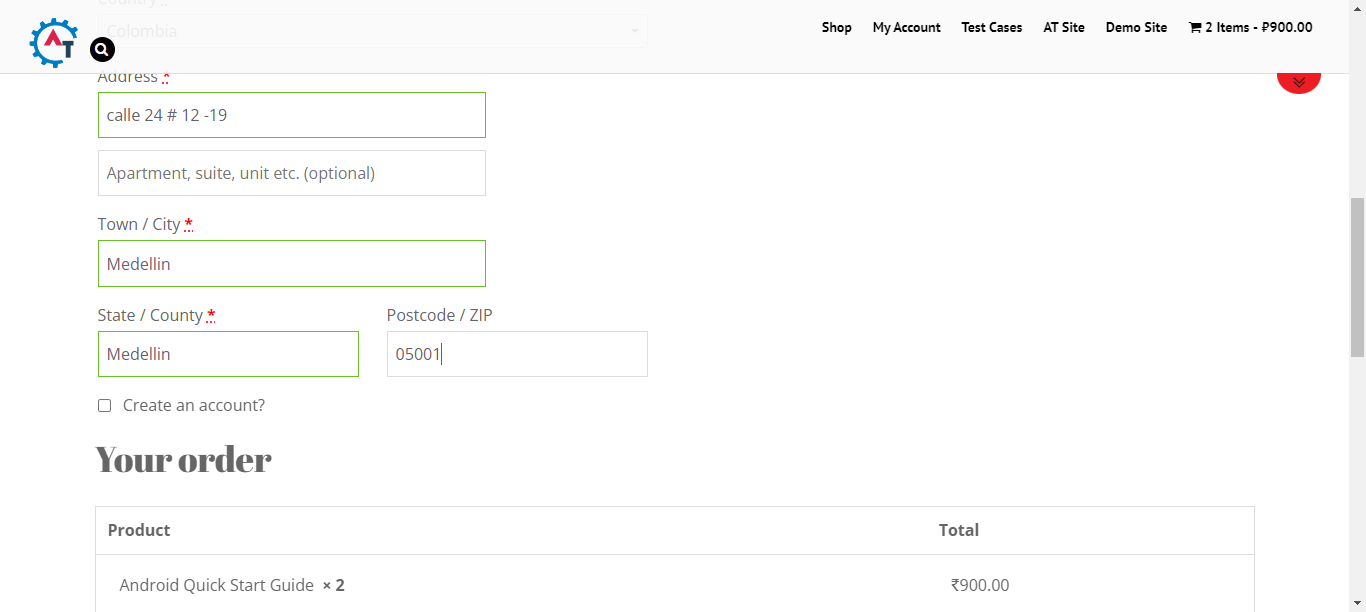 Country *
Colombia
AT
Shop My Account Test Cases AT Site Demo Site 2 Items - ₽900.00
Address *
calle 24 # 12 -19
Apartment, suite, unit etc. (optional)
Town / City *
Medellin
State / County * Postcode / ZIP
Medellin 05001
Create an account?
Your order
Product Total
Android Quick Start Guide × 2 ₹900.00